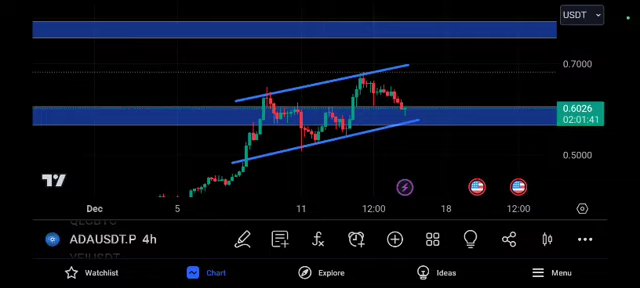 USDT
0.7000
0.6026
02:01:41
0.5000
Dec 5 11 12:00 18 12:00
ADAUSDT.P 4h
Watchlist Chart Explore Ideas Menu